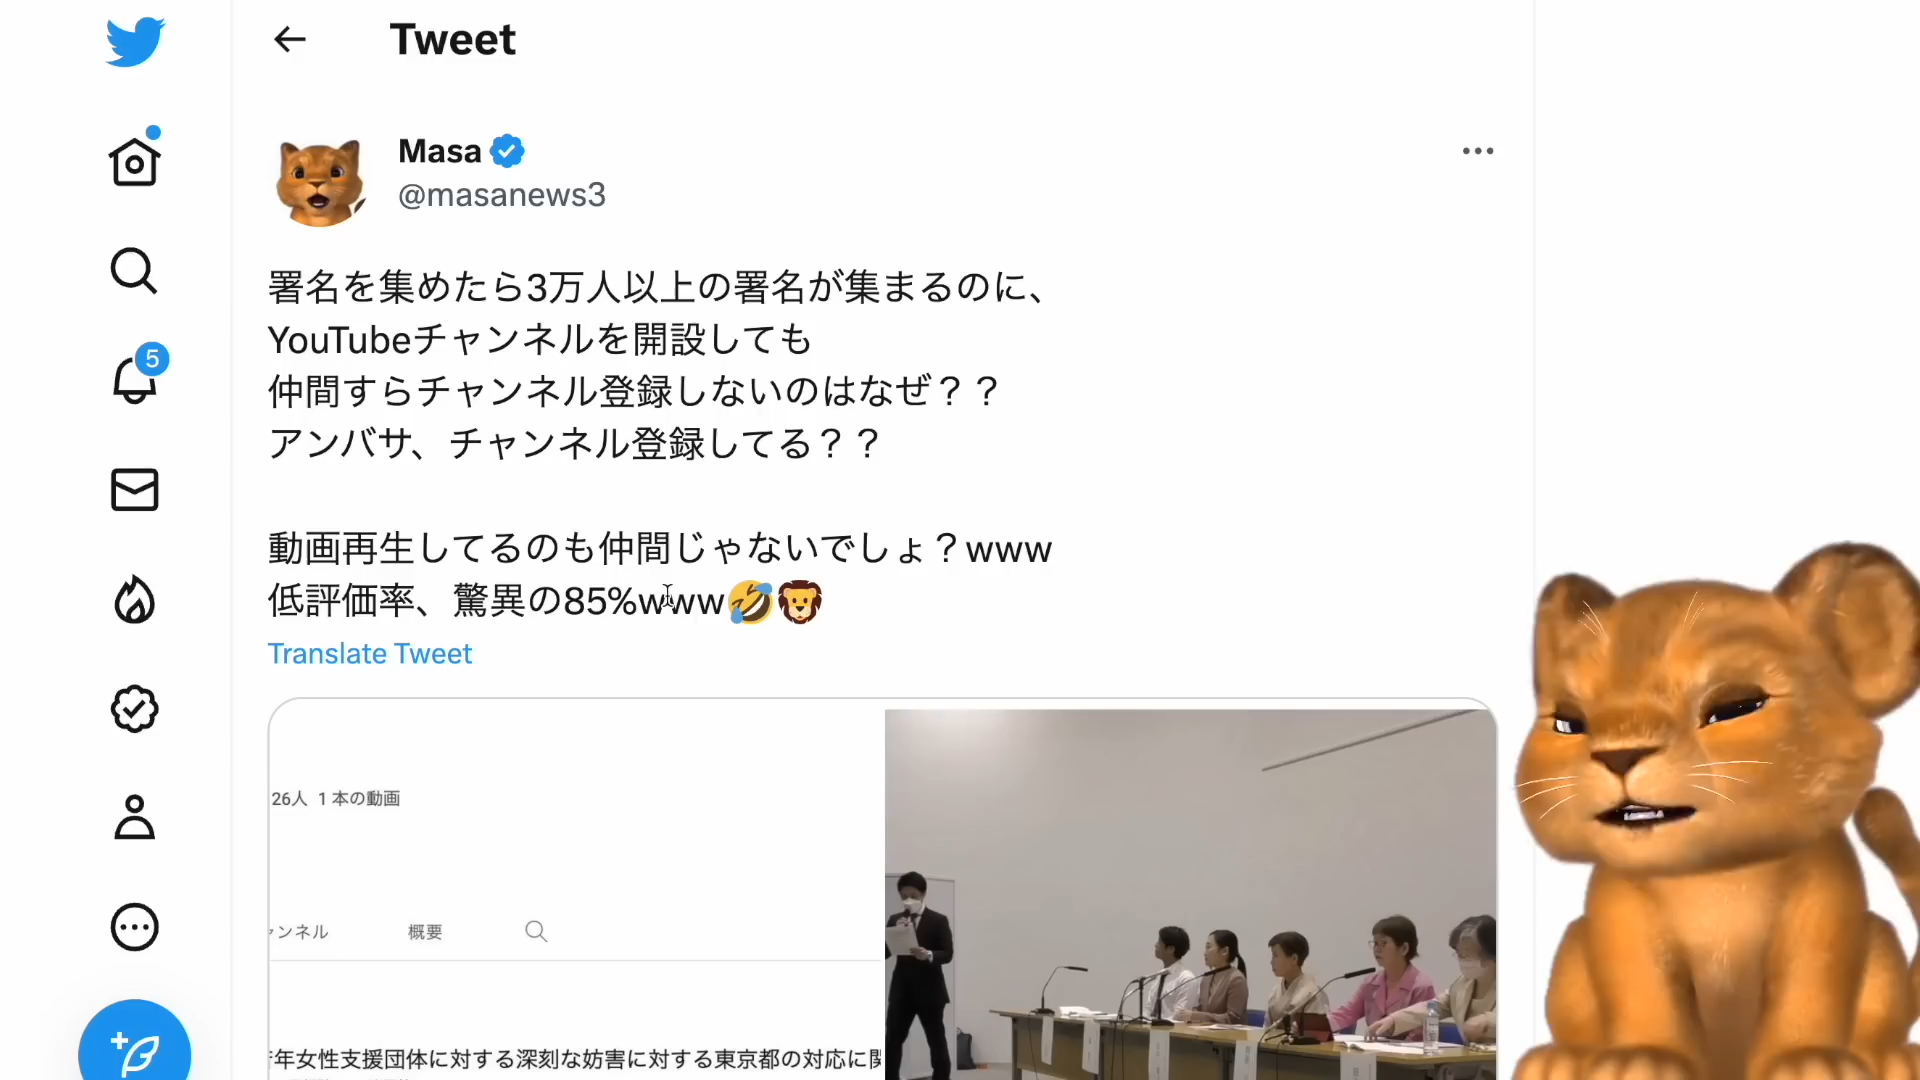 Tweet
Masa
@masanews3
署名を集めたら3万人以上の署名が集まるのに、
YouTubeチャンネルを開設しても
仲間すらチャンネル登録しないのはなぜ？？
アンバサ、チャンネル登録してる？？
動画再生してるのも仲間じゃないでしょ？www
低評価率、驚異の85%www🤣🦁
Translate Tweet
5
26人 1 本の動画
ンネル 概要
年女性支援団体に対する深刻な妨害に対する東京都の対応に関